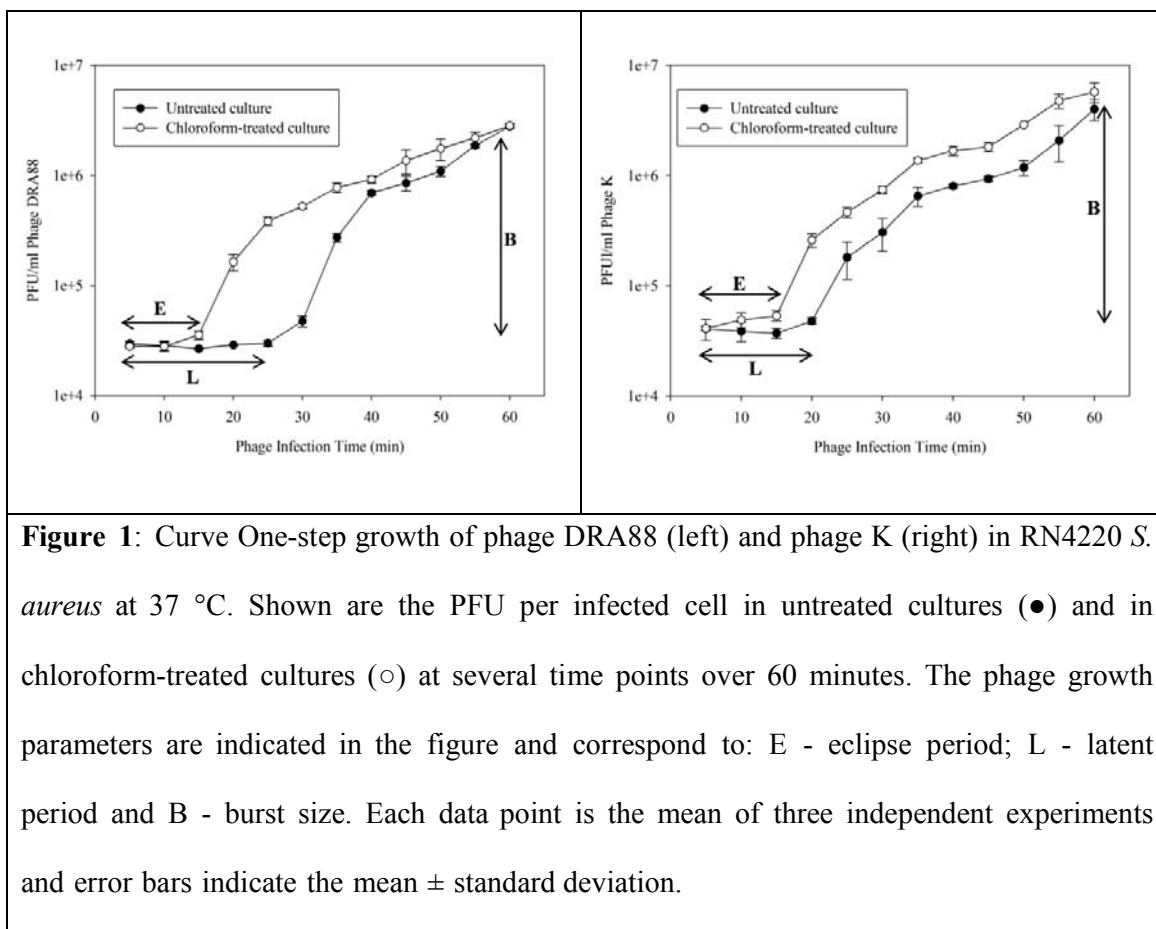 1e+7
1e+6
1e+5
1e+4
PFU/ml Phage DRA88
Untreated culture
Chloroform-treated culture
E
L
B
0 10 20 30 40 50 60
Phage Infection Time (min)
1e+7
1e+6
1e+5
1e+4
PFUl/ml Phage K
Untreated culture
Chloroform-treated culture
E
L
B
0 10 20 30 40 50 60
Phage Infection Time (min)
Figure 1: Curve One-step growth of phage DRA88 (left) and phage K (right) in RN4220 S.
aureus at 37 °C. Shown are the PFU per infected cell in untreated cultures (●) and in
chloroform-treated cultures (○) at several time points over 60 minutes. The phage growth
parameters are indicated in the figure and correspond to: E - eclipse period; L - latent
period and B - burst size. Each data point is the mean of three independent experiments
and error bars indicate the mean ± standard deviation.